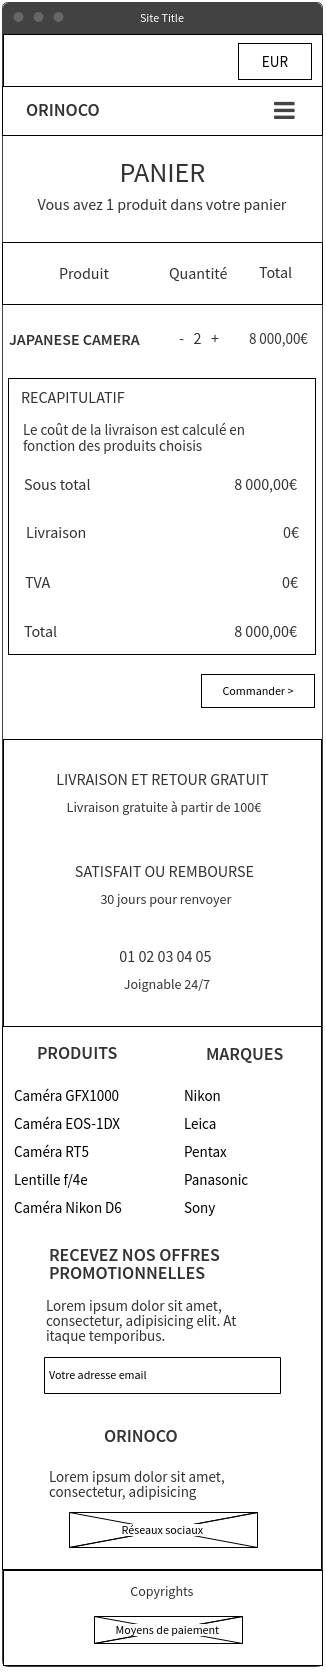 Site Title
EUR
ORINOCO
PANIER
Vous avez 1 produit dans votre panier
Produit Quantité Total
JAPANESE CAMERA - 2 + 8 000,00€
RECAPITULATIF
Le coût de la livraison est calculé en
fonction des produits choisis
Sous total 8 000,00€
Livraison 0€
TVA 0€
Total 8 000,00€
Commander >
LIVRAISON ET RETOUR GRATUIT
Livraison gratuite à partir de 100€
SATISFAIT OU REMBOURSE
30 jours pour renvoyer
01 02 03 04 05
Joignable 24/7
PRODUITS
Caméra GFX1000
Caméra EOS-1DX
Caméra RT5
Lentille f/4e
Caméra Nikon D6
MARQUES
Nikon
Leica
Pentax
Panasonic
Sony
RECEVEZ NOS OFFRES
PROMOTIONNELLES
Lorem ipsum dolor sit amet,
consectetur, adipisicing elit. At
itaque temporibus.
Votre adresse email
ORINOCO
Lorem ipsum dolor sit amet,
consectetur, adipisicing
Réseaux sociaux
Copyrights
Moyens de paiement